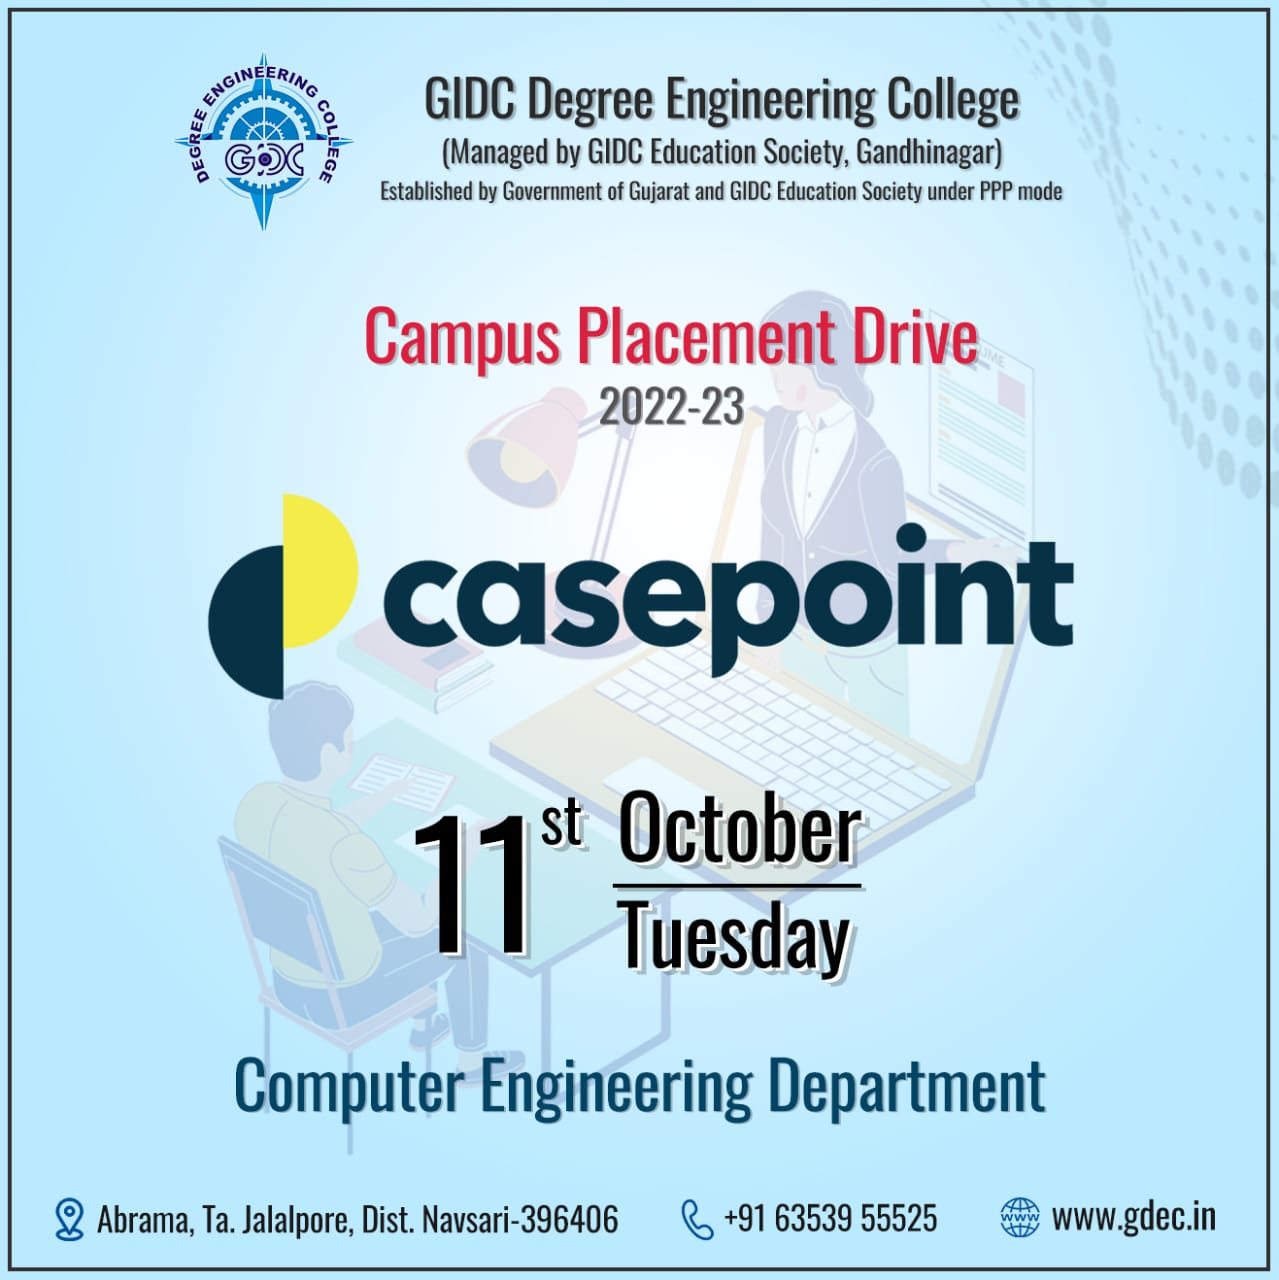 DEGREE ENGINEERING COLLEGE
GIDC
GIDC Degree Engineering College
(Managed by GIDC Education Society, Gandhinagar)
Established by Government of Gujarat and GIDC Education Society under PPP mode
Campus Placement Drive
2022-23
casepoint
11st October
Tuesday
Computer Engineering Department
Abrama, Ta. Jalalpore, Dist. Navsari-396406
+91 63539 55525
www
www.gdec.in